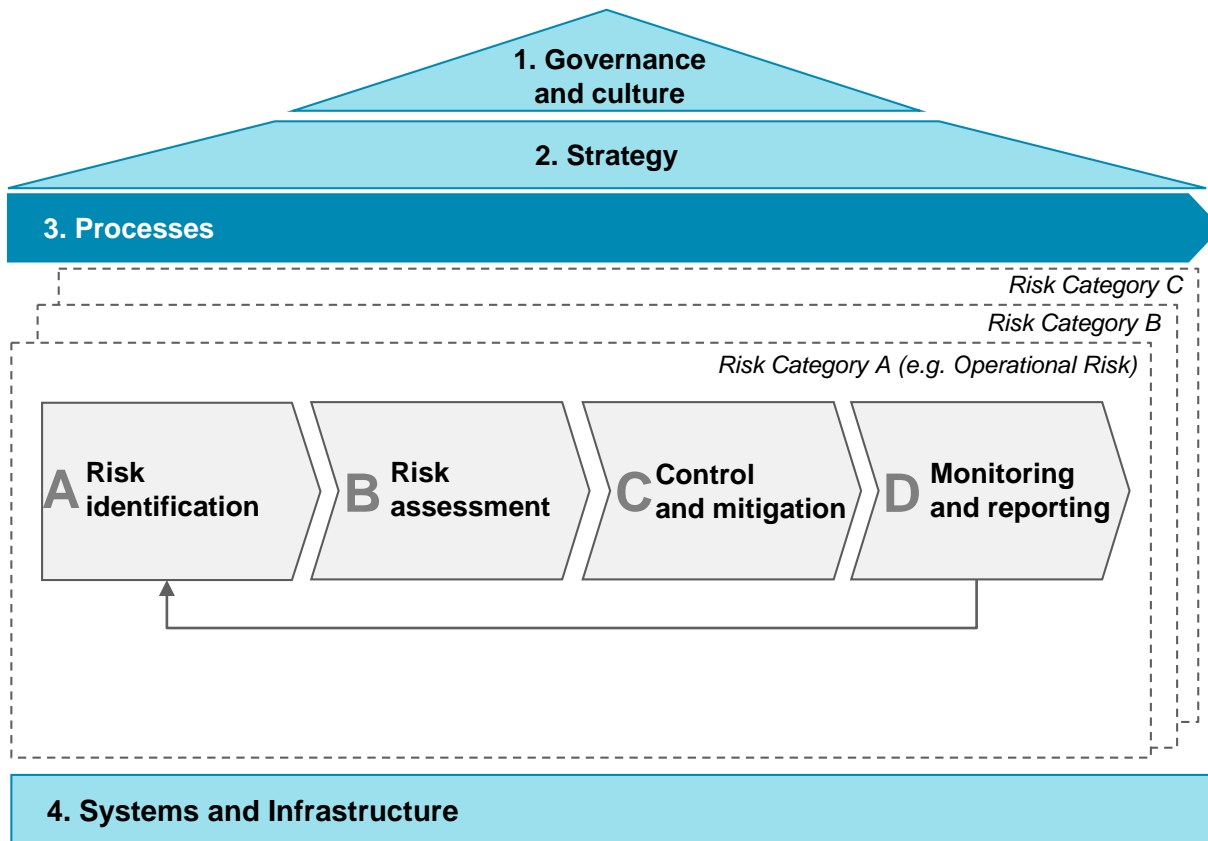 1. Governance
and culture
2. Strategy
3. Processes
Risk Category C
Risk Category B
Risk Category A (e.g. Operational Risk)
A Risk
identification
B Risk
assessment
C Control
and mitigation
D Monitoring
and reporting
4. Systems and Infrastructure